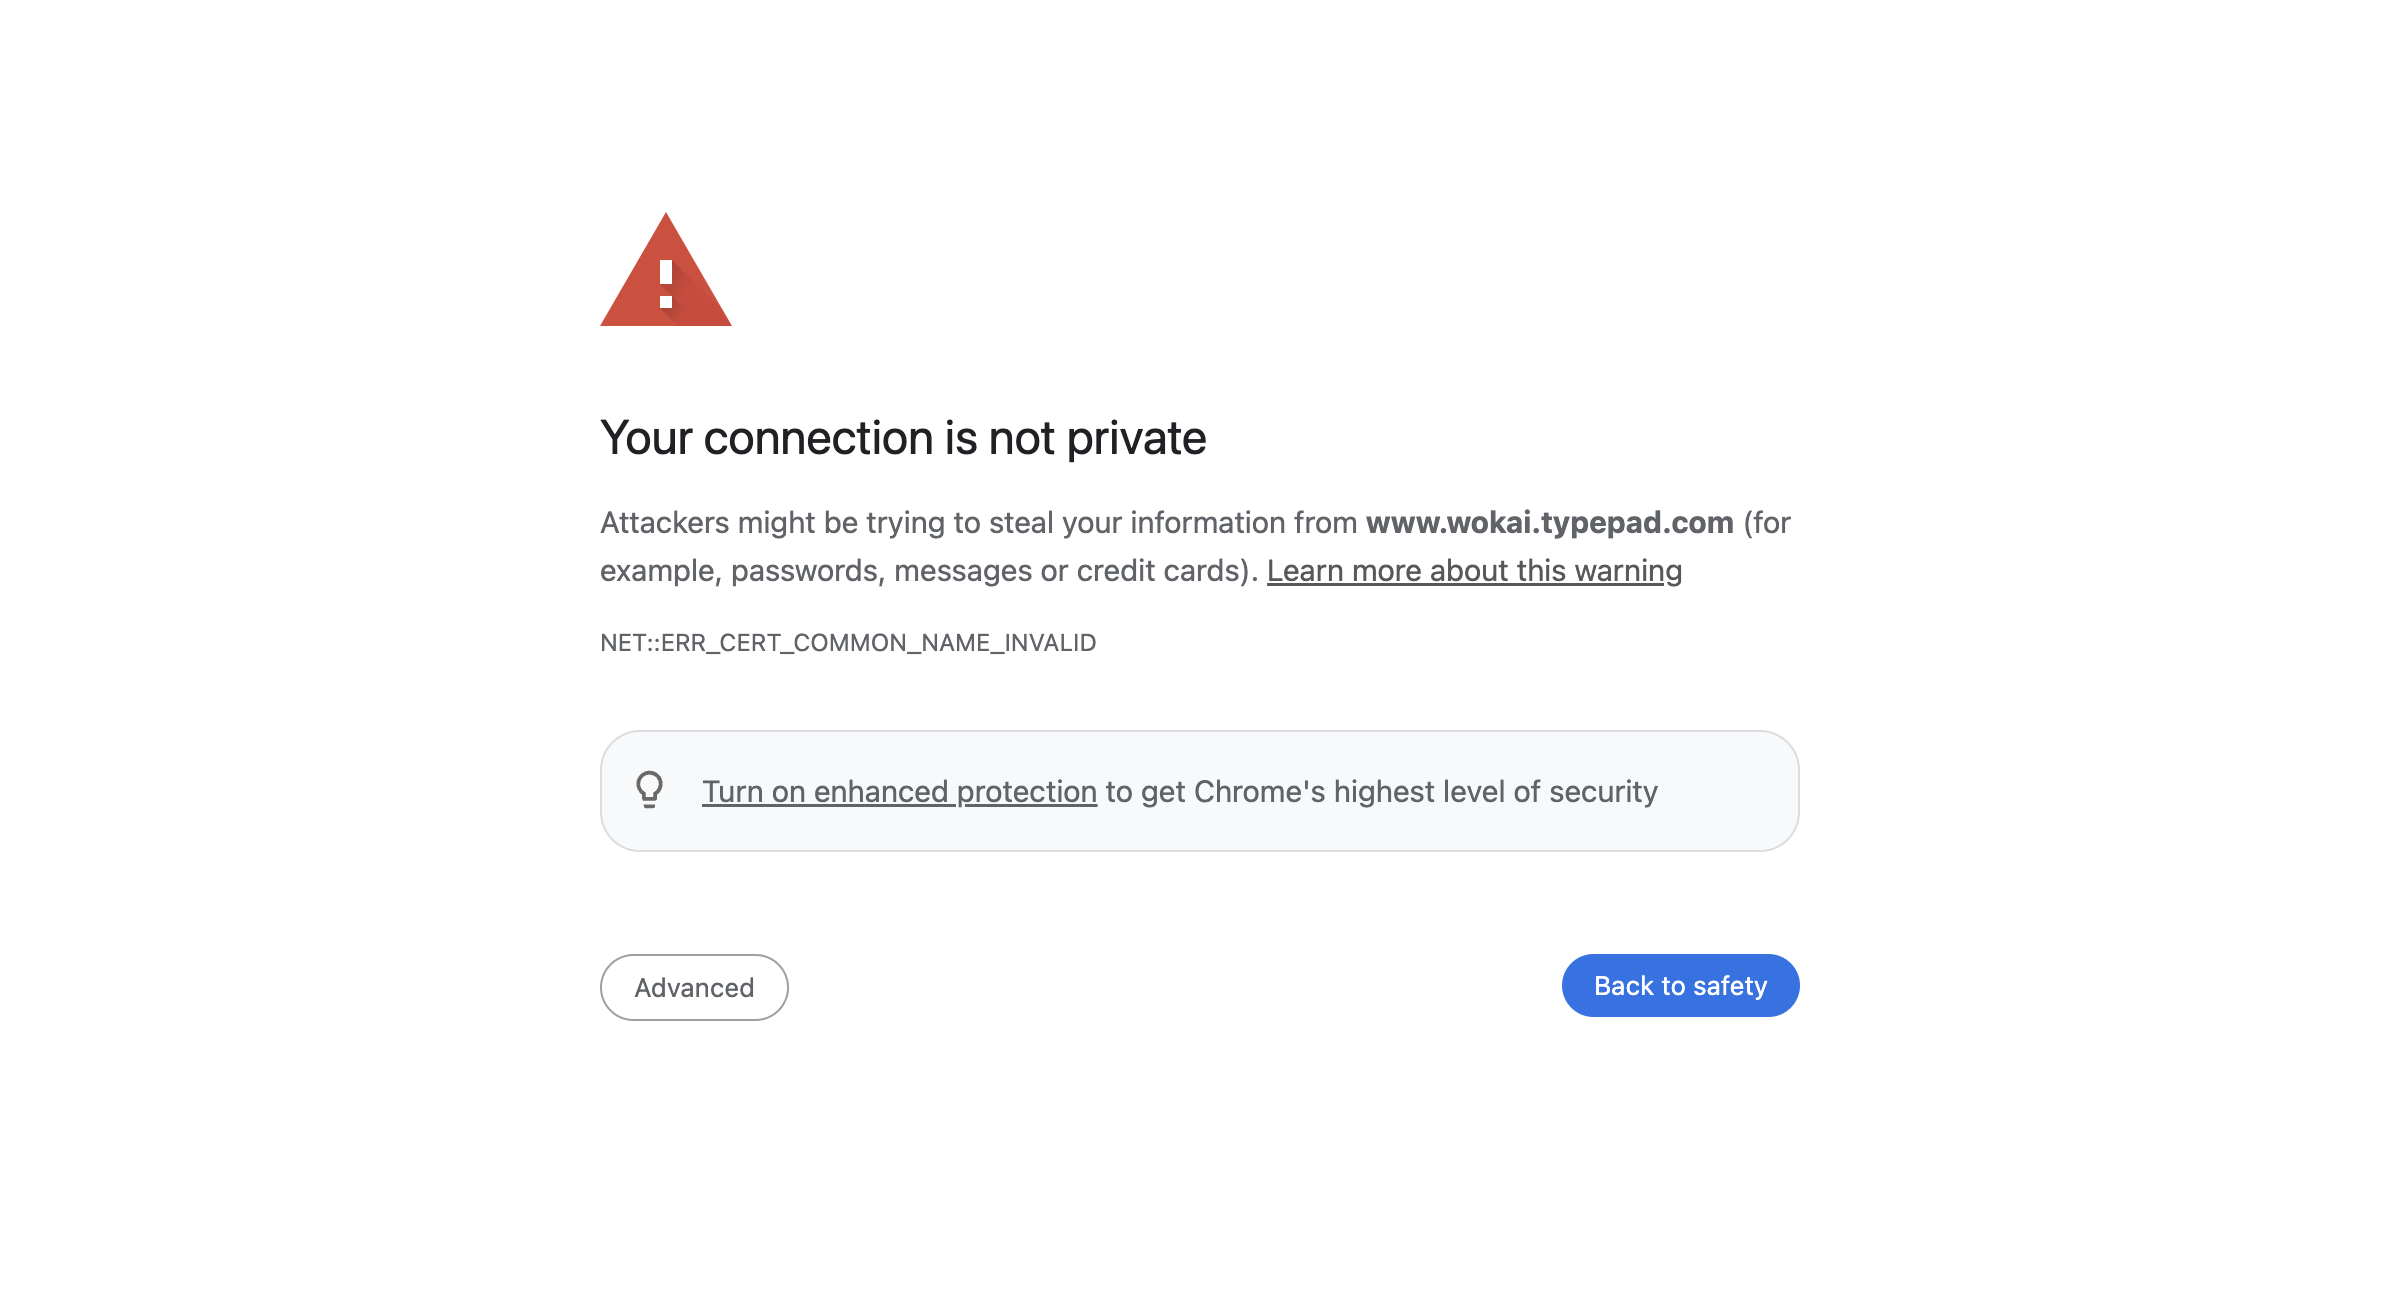 Your connection is not private
Attackers might be trying to steal your information from www.wokai.typepad.com (for
example, passwords, messages or credit cards). Learn more about this warning
NET::ERR_CERT_COMMON_NAME_INVALID
Turn on enhanced protection to get Chrome's highest level of security
Advanced
Back to safety